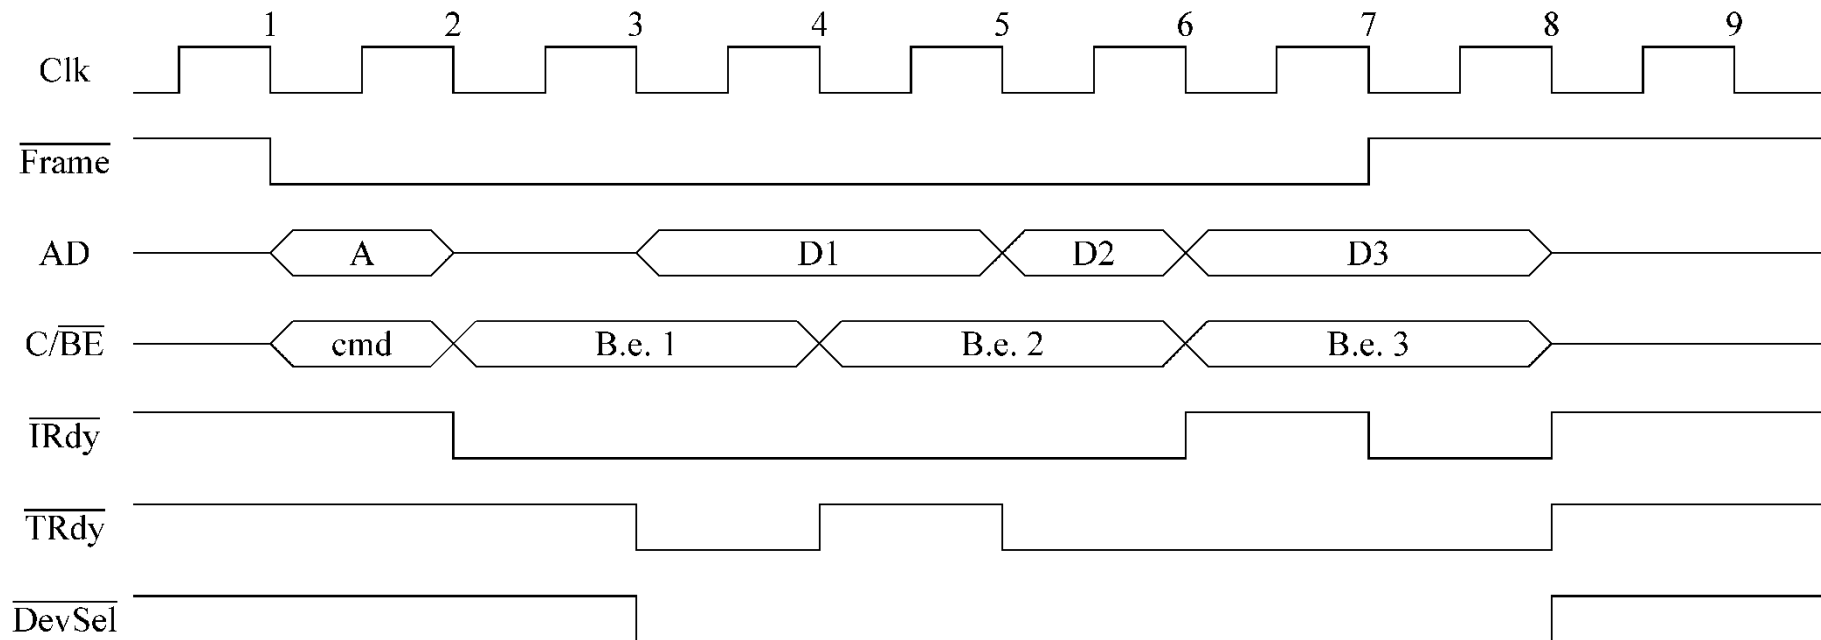 1 2 3 4 5 6 7 8 9
Clk
Frame
AD A D1 D2 D3
C/BE cmd B.e. 1 B.e. 2 B.e. 3
IRdy
TRdy
DevSel